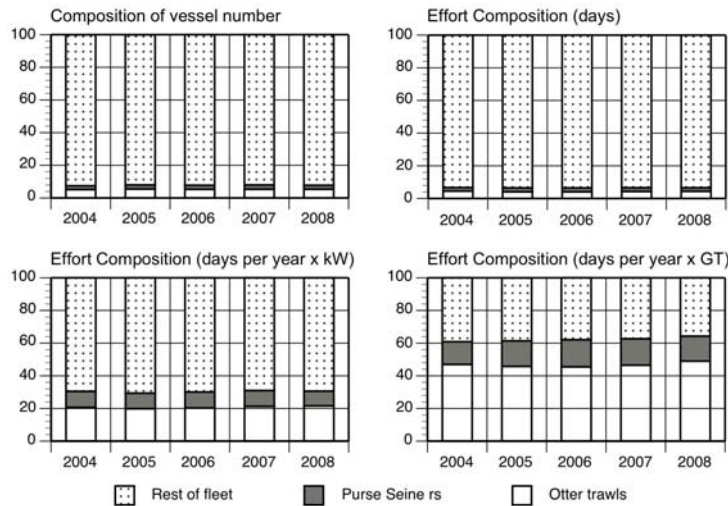 Composition of vessel number
100
80
60
40
20
0
2004 2005 2006 2007 2008
Effort Composition (days)
100
80
60
40
20
0
2004 2005 2006 2007 2008
Effort Composition (days per year x kW)
100
80
60
40
20
0
2004 2005 2006 2007 2008
Effort Composition (days per year x GT)
100
80
60
40
20
0
2004 2005 2006 2007 2008
Rest of fleet Purse Seine rs Otter trawls